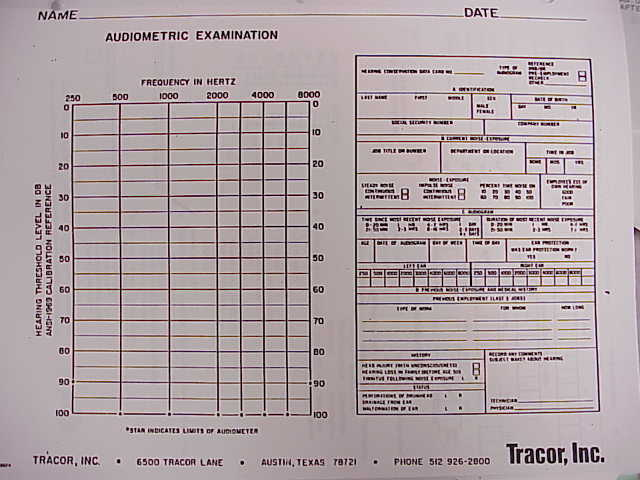 NAME DATE
AUDIOMETRIC EXAMINATION
FREQUENCY IN HERTZ
250 500 1000 2000 4000 8000
0 0
10 10
20 20
30 30
40 40
50 50
60 60
70 70
80 80
90 90
100 100
HEARING THRESHOLD LEVEL IN DB
ANSI-1969 CALIBRATION REFERENCE
*STAR INDICATES LIMITS OF AUDIOMETER
HEARING CONSERVATION DATA CARD NO
TYPE OF AUDIOGRAM
REFERENCE
PRE-EMPLOYMENT
RECHECK
OTHER
A IDENTIFICATION
LAST NAME FIRST MIDDLE SEX DATE OF BIRTH
MALE DAY MO YR
FEMALE
SOCIAL SECURITY NUMBER COMPANY NUMBER
B CURRENT NOISE-EXPOSURE
JOB TITLE OR NUMBER DEPARTMENT OR LOCATION TIME IN JOB
NONE MOS YRS
NOISE-EXPOSURE
STEADY NOISE IMPULSE NOISE PERCENT TIME NOISE ON
CONTINUOUS CONTINUOUS 10 20 30 40 50
INTERMITTENT INTERMITTENT 60 70 80 90 100
EMPLOYEE'S EST OF
OWN HEARING
GOOD
FAIR
POOR
C AUDIOGRAM
TIME SINCE MOST RECENT NOISE EXPOSURE DURATION OF MOST RECENT NOISE EXPOSURE
AGE DATE OF AUDIOGRAM DAY OF WEEK TIME OF DAY EAR PROTECTION
WAS EAR PROTECTION WORN?
YES NO
LEFT EAR RIGHT EAR
250 500 1000 2000 3000 4000 6000 8000 250 500 1000 2000 3000 4000 6000 8000
D PREVIOUS NOISE-EXPOSURE AND MEDICAL HISTORY
PREVIOUS EMPLOYMENT (LAST 3 JOBS)
TYPE OF WORK FOR WHOM HOW LONG
HISTORY
HEAD INJURY (WITH UNCONSCIOUSNESS)
HEARING LOSS IN FAMILY (BEFORE AGE 50)
TINNITUS FOLLOWING NOISE EXPOSURE L R
STATUS
PERFORATIONS OF DRUMHEAD L R
DRAINAGE FROM EAR
MALFORMATION OF EAR L R
RECORD ANY COMMENTS
SUBJECT MAKES ABOUT HEARING
TECHNICIAN
PHYSICIAN
TRACOR, INC. • 6500 TRACOR LANE • AUSTIN, TEXAS 78721 • PHONE 512 926-2800 Tracor, Inc.